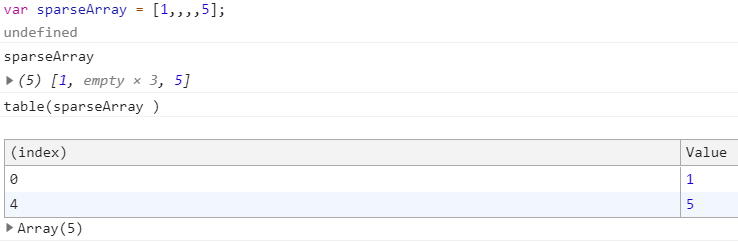 var sparseArray = [1,,,,5];
undefined
sparseArray
▶(5) [1, empty × 3, 5]
table(sparseArray )
(index) Value
0 1
4 5
▶Array(5)